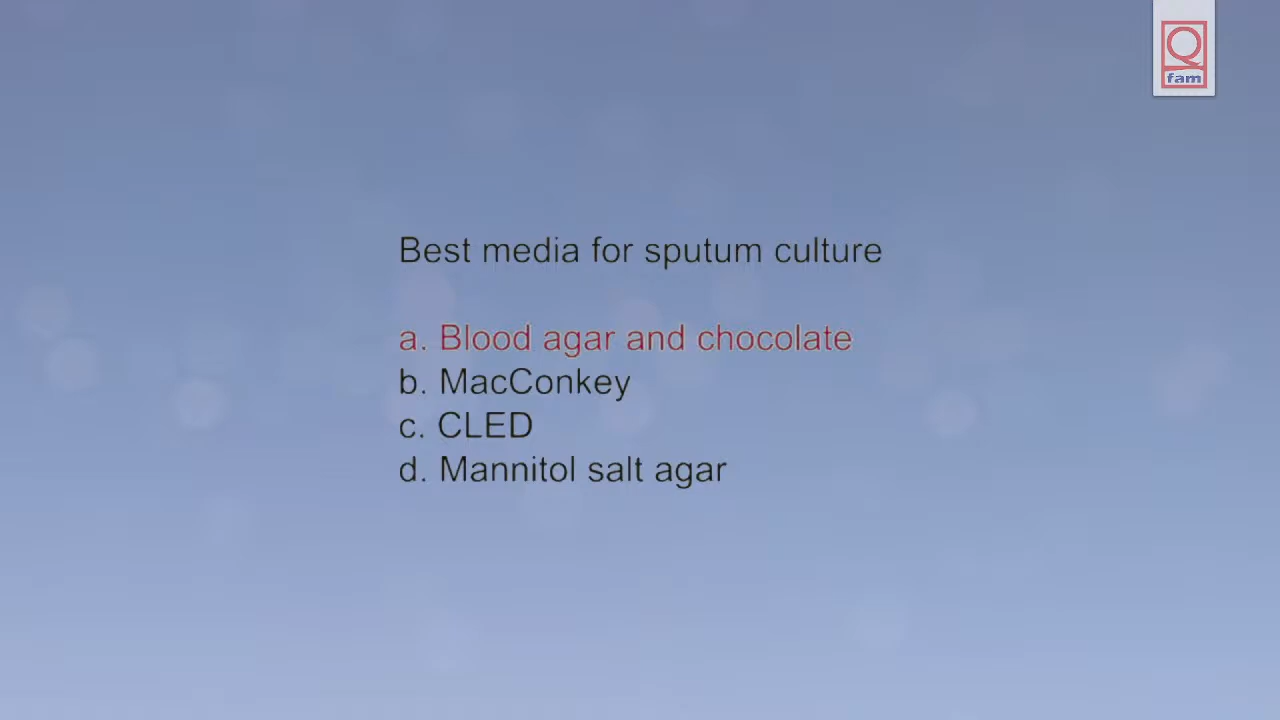 Q
fam
Best media for sputum culture
a. Blood agar and chocolate
b. MacConkey
c. CLED
d. Mannitol salt agar